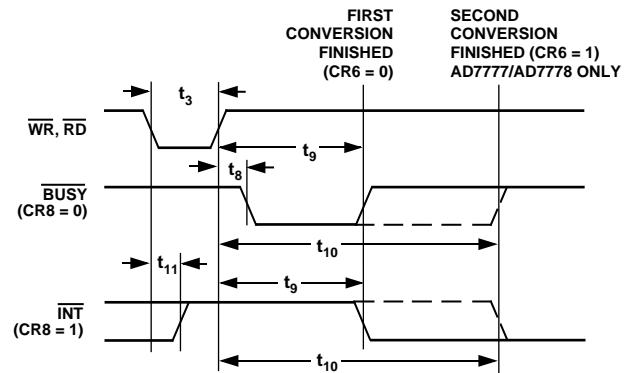 FIRST
CONVERSION
FINISHED
(CR6 = 0)
SECOND
CONVERSION
FINISHED (CR6 = 1)
AD7777/AD7778 ONLY
t3
WR, RD
t9
t8
BUSY
(CR8 = 0)
t10
t11
t9
INT
(CR8 = 1)
t10